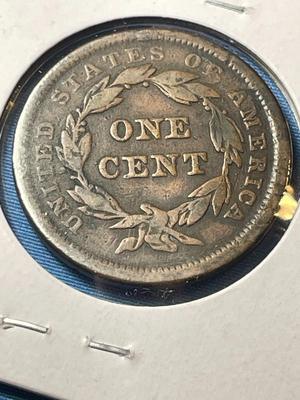 UNITED STATES OF AMERICA
ONE
CENT